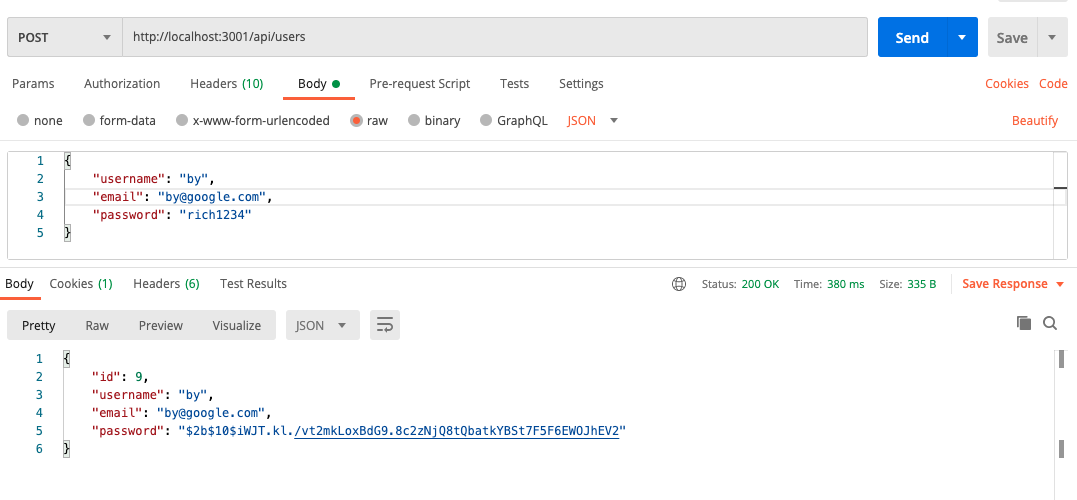 POST http://localhost:3001/api/users Send Save
Params Authorization Headers (10) Body Pre-request Script Tests Settings Cookies Code
none form-data x-www-form-urlencoded raw binary GraphQL JSON Beautify
1 {
2 "username": "by",
3 "email": "by@google.com",
4 "password": "rich1234"
5 }
Body Cookies (1) Headers (6) Test Results Status: 200 OK Time: 380 ms Size: 335 B Save Response
Pretty Raw Preview Visualize JSON
1 {
2 "id": 9,
3 "username": "by",
4 "email": "by@google.com",
5 "password": "$2b$10$iWJT.kl./vt2mkLoxBdG9.8c2zNjQ8tQbatkYBSt7F5F6EWOJhEV2"
6 }